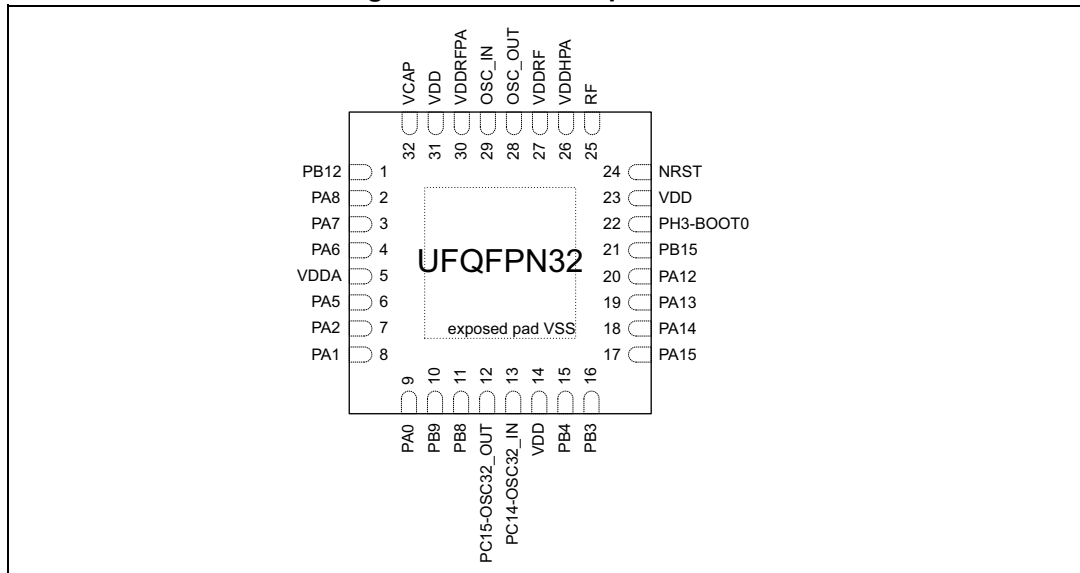 VCAP
VDD
VDDRFPA
OSC_IN
OSC_OUT
VDDRF
VDDHPA
RF
32
31
30
29
28
27
26
25
PB12 1
PA8 2
PA7 3
PA6 4
VDDA 5
PA5 6
PA2 7
PA1 8
24 NRST
23 VDD
22 PH3-BOOT0
21 PB15
20 PA12
19 PA13
18 PA14
17 PA15
UFQFPN32
exposed pad VSS
9
10
11
12
13
14
15
16
PA0
PB9
PB8
PC15-OSC32_OUT
PC14-OSC32_IN
VDD
PB4
PB3